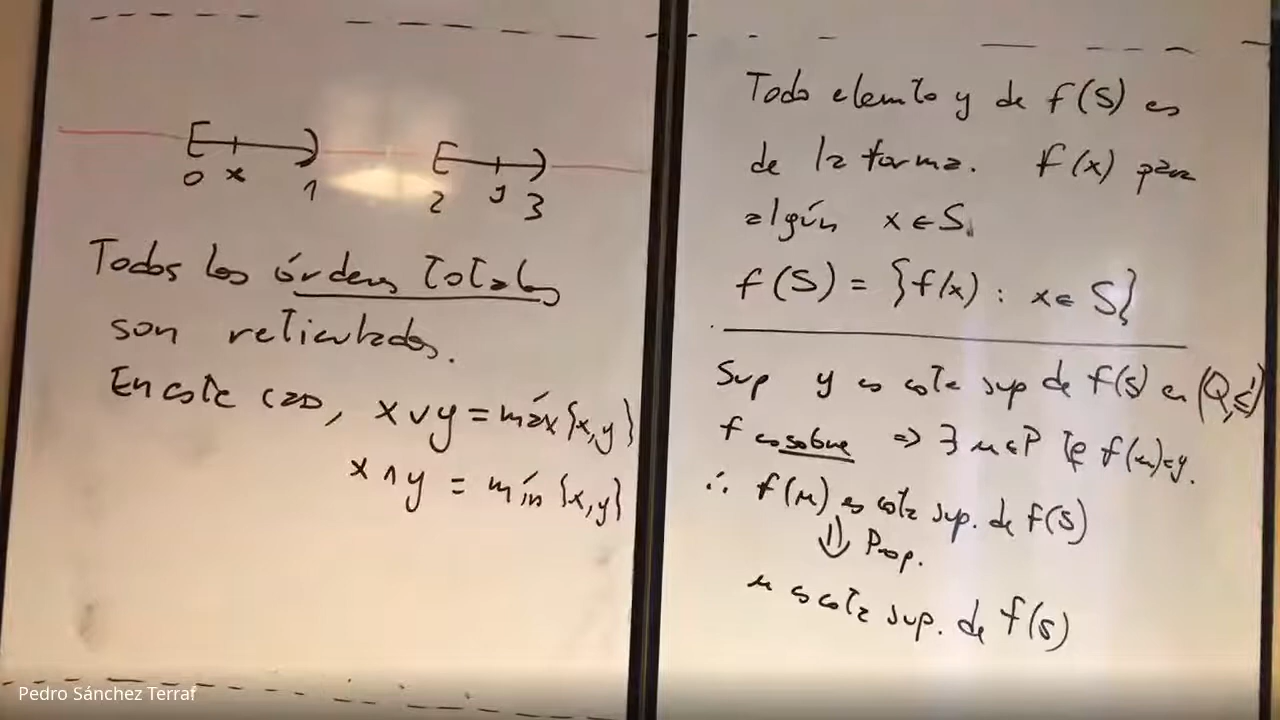 0 x 1 2 y 3
Todos los órdenes totales
son reticulados.
En este caso, x ∨ y = máx {x,y}
x ∧ y = mín {x,y}
Todo elemento y de f(S) es
de la forma. f(x) para
algún x ∈ S.
f(S) = {f(x) : x ∈ S}
Sup y es cota sup de f(S) en (Q,≤')
f es sobre => ∃ u ∈ P tq f(u)=y.
∴ f(u) es cota sup. de f(S)
⇓ Prop.
u es cota sup. de f(S)
Pedro Sánchez Terraf